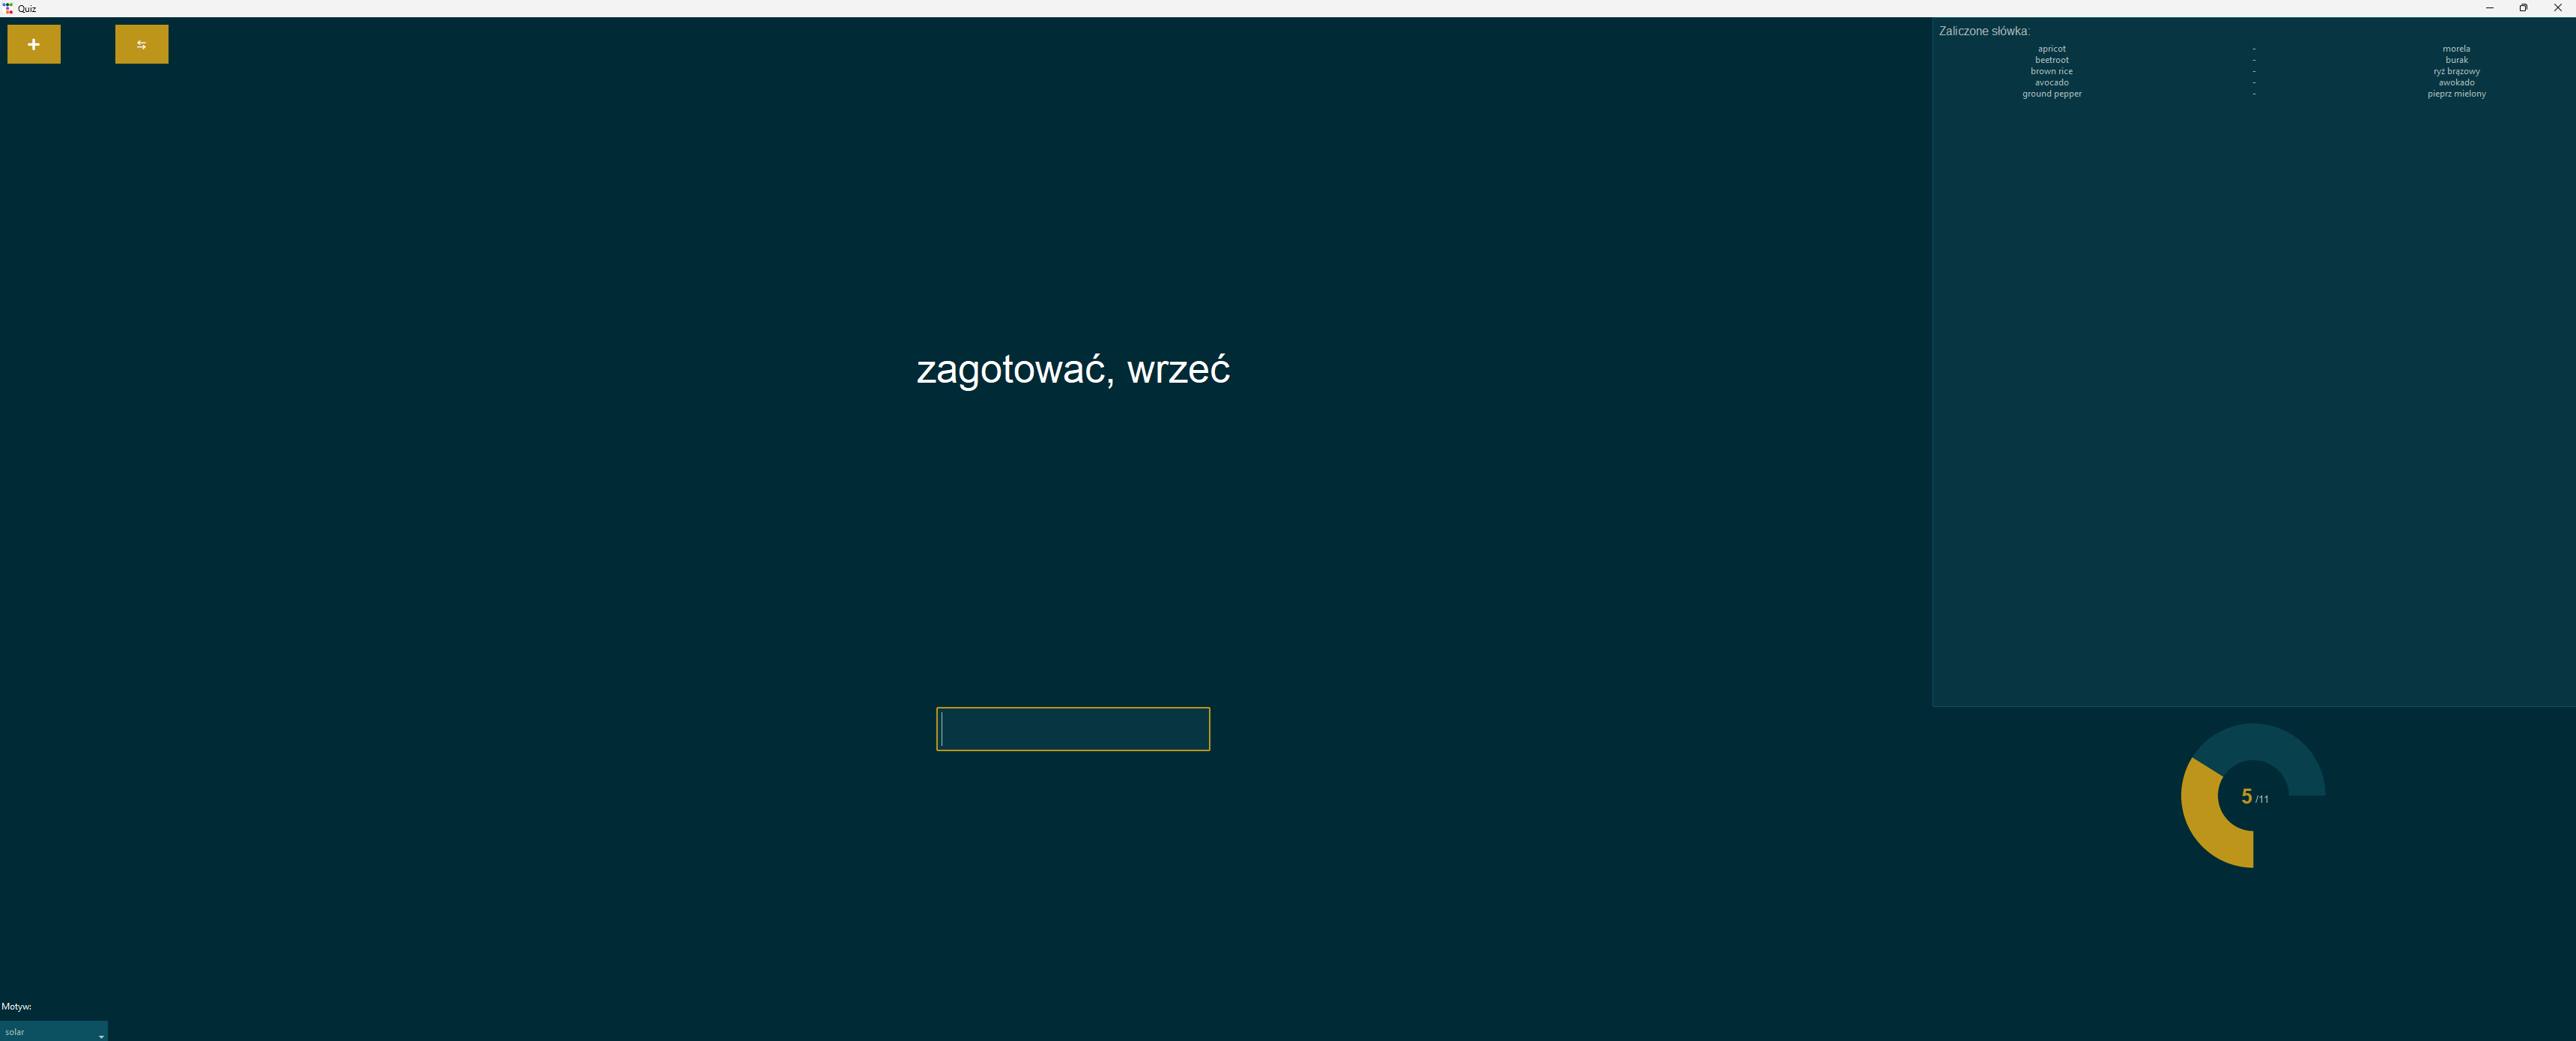 Quiz
Zaliczone słówka:
apricot - morela
beetroot - burak
brown rice - ryż brązowy
avocado - awokado
ground pepper - pieprz mielony
zagotować, wrzeć
5 /11
Motyw:
solar